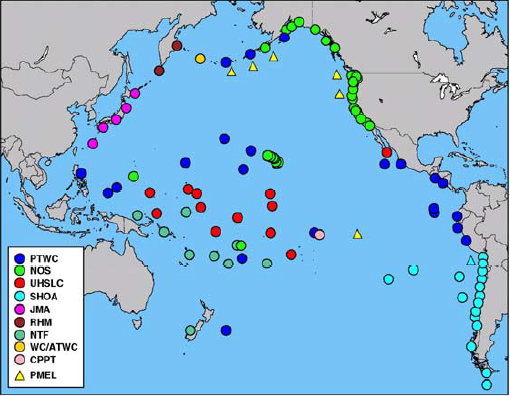 PTWC
NOS
UHSLC
SHOA
JMA
RHM
NTF
WC/ATWC
CPPT
PMEL